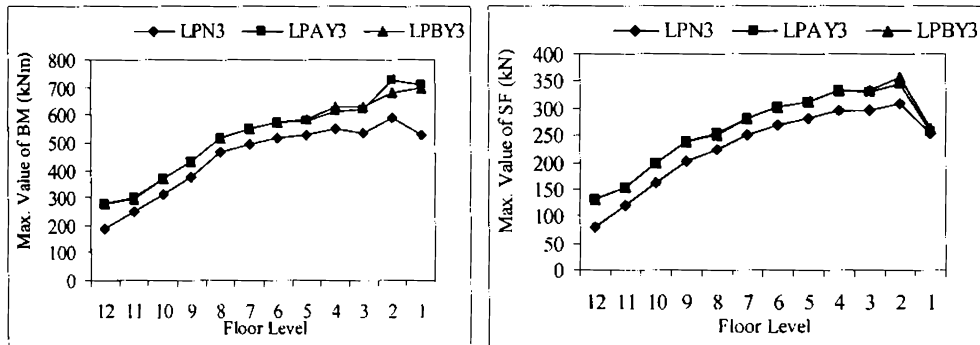 LPN3 LPAY3 LPBY3
Max. Value of BM (kNm)
800
700
600
500
400
300
200
100
0
12 11 10 9 8 7 6 5 4 3 2 1
Floor Level
LPN3 LPAY3 LPBY3
Max. Value of SF (kN)
400
350
300
250
200
150
100
50
0
12 11 10 9 8 7 6 5 4 3 2 1
Floor Level